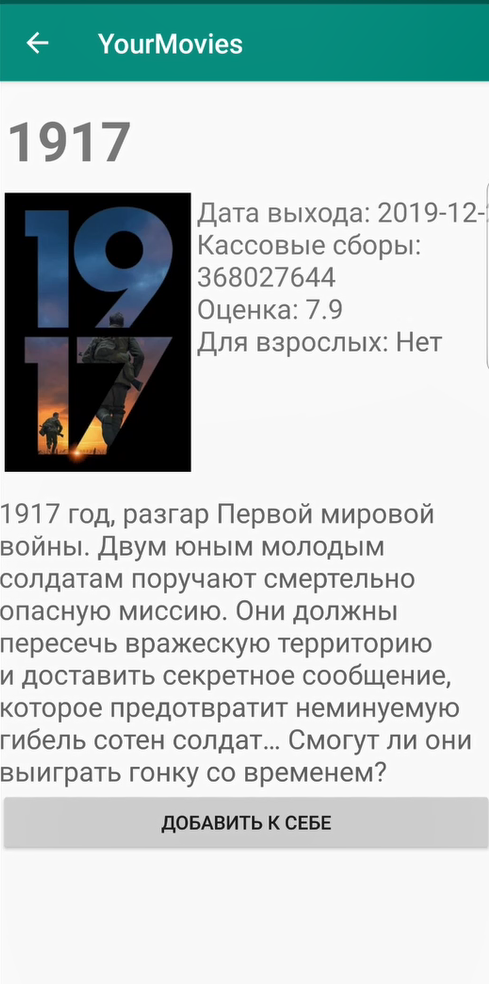 YourMovies
1917
19
17
Дата выхода: 2019-12-
Кассовые сборы:
368027644
Оценка: 7.9
Для взрослых: Нет
1917 год, разгар Первой мировой
войны. Двум юным молодым
солдатам поручают смертельно
опасную миссию. Они должны
пересечь вражескую территорию
и доставить секретное сообщение,
которое предотвратит неминуемую
гибель сотен солдат… Смогут ли они
выиграть гонку со временем?
ДОБАВИТЬ К СЕБЕ